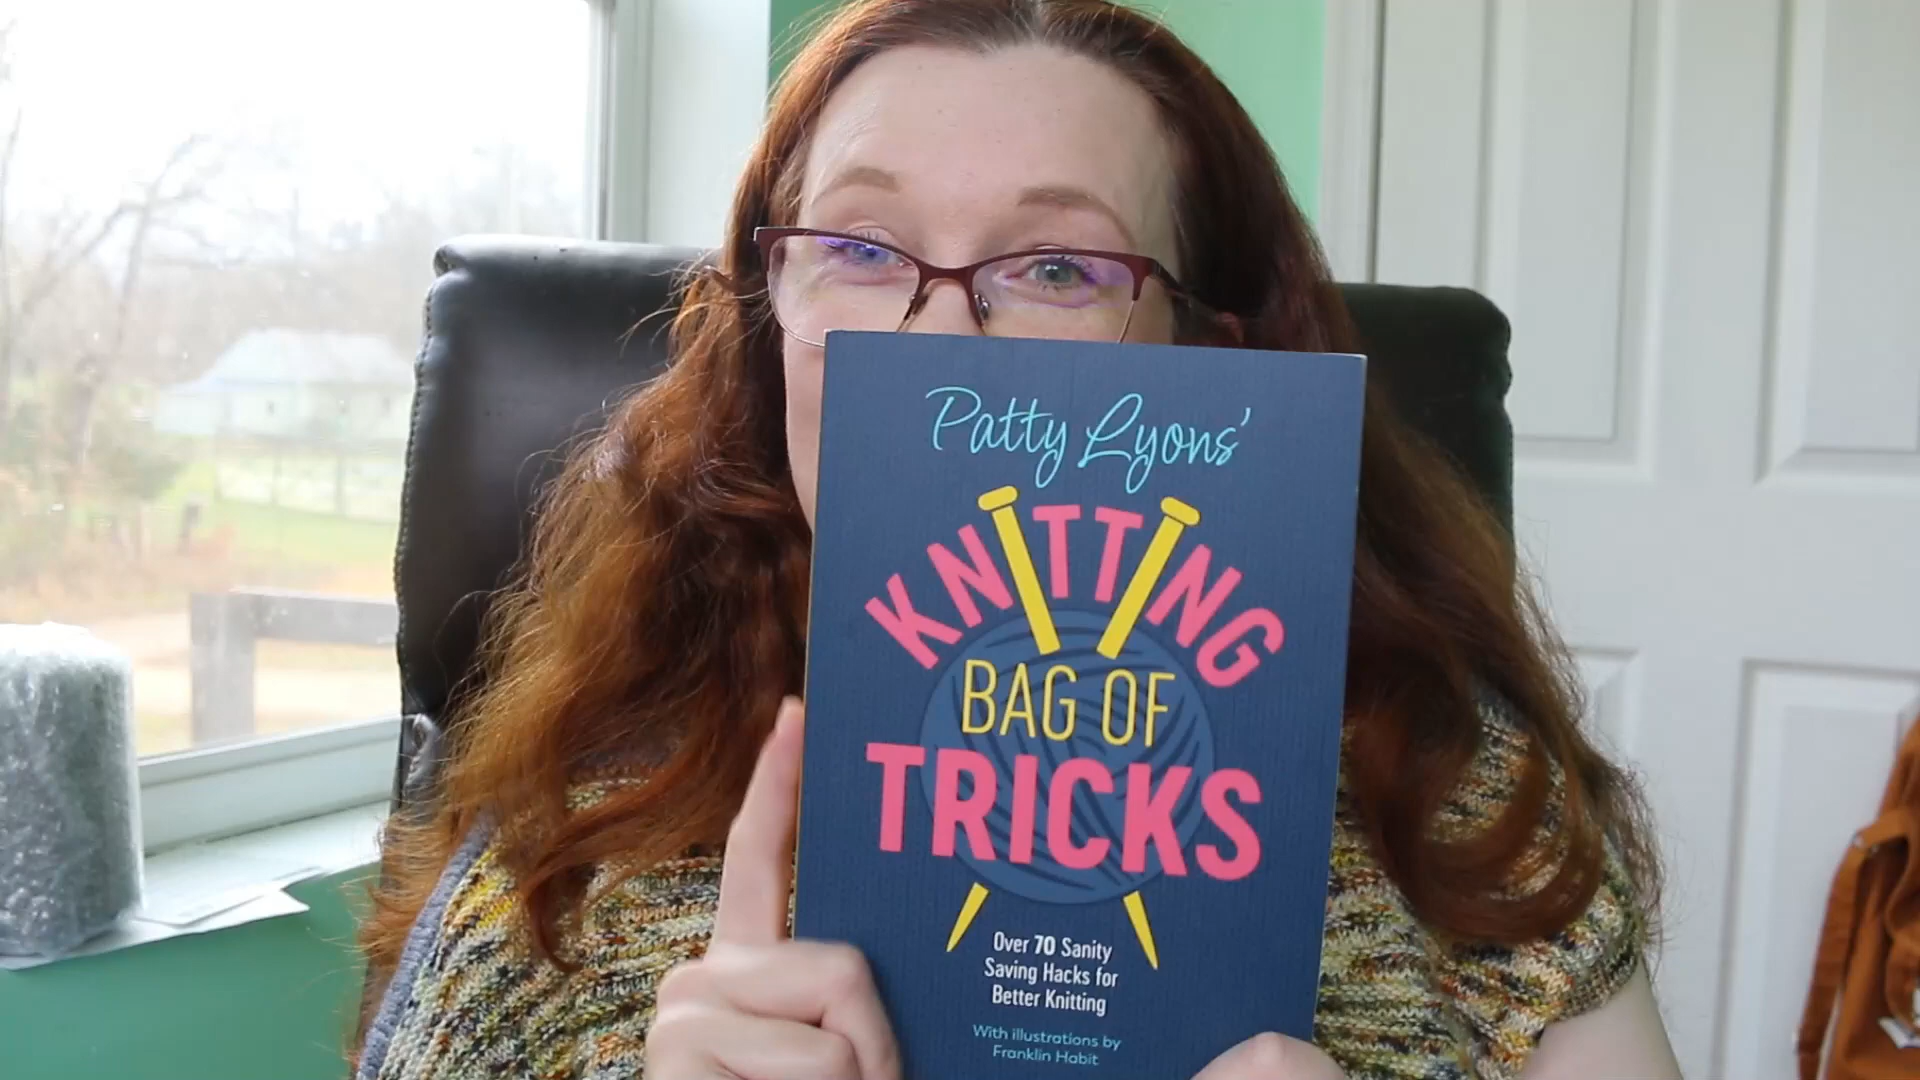 Patty Lyons'
KNITTING
BAG OF
TRICKS
Over 70 Sanity
Saving Hacks for
Better Knitting
With illustrations by
Franklin Habit